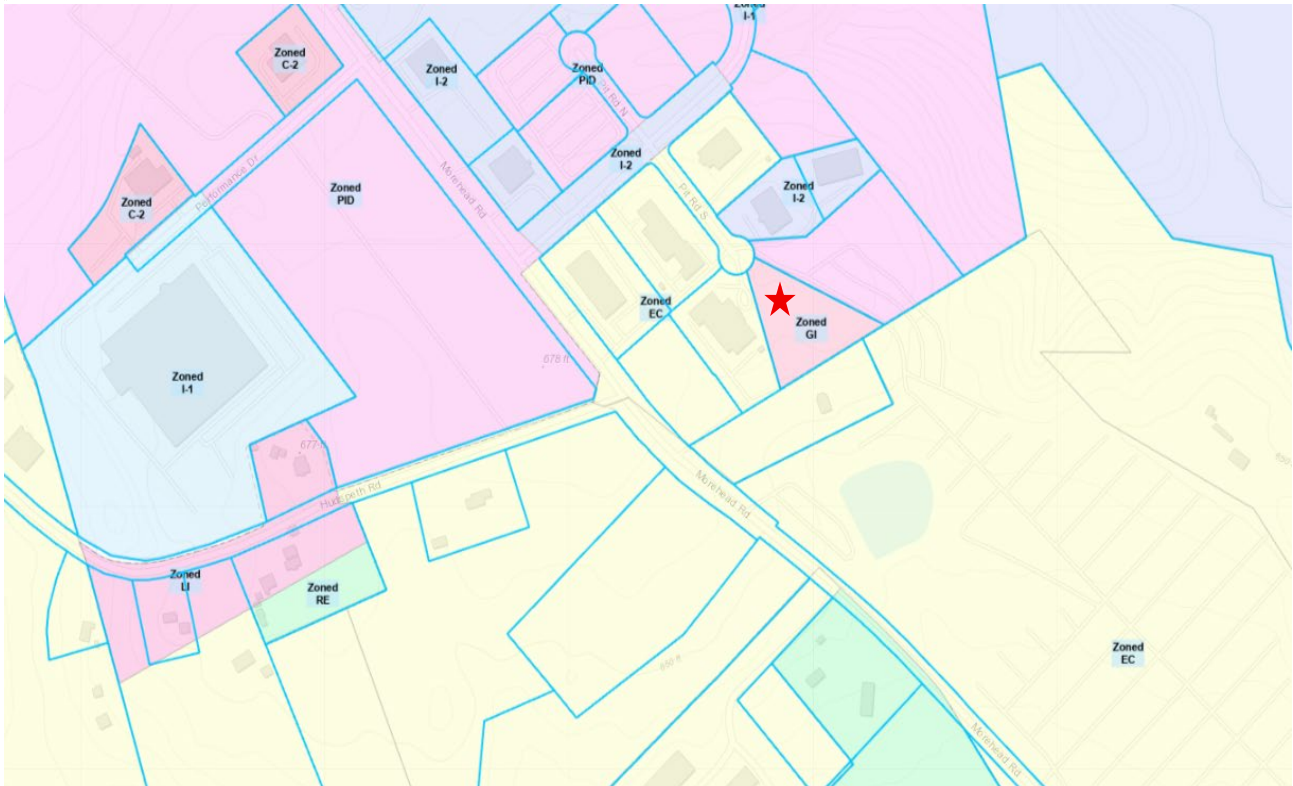 Zoned
I-1
Zoned
C-2
Zoned
I-2
Zoned
PID
Pit Rd N
Zoned
I-2
Performance Dr
Morehead Rd
Zoned
PID
Zoned
C-2
Pit Rd S
Zoned
I-2
Zoned
EC
Zoned
GI
678 ft
Zoned
I-1
677 ft
Hudspeth Rd
Morehead Rd
Zoned
LI
Zoned
RE
650 ft
Zoned
EC
Morehead Rd